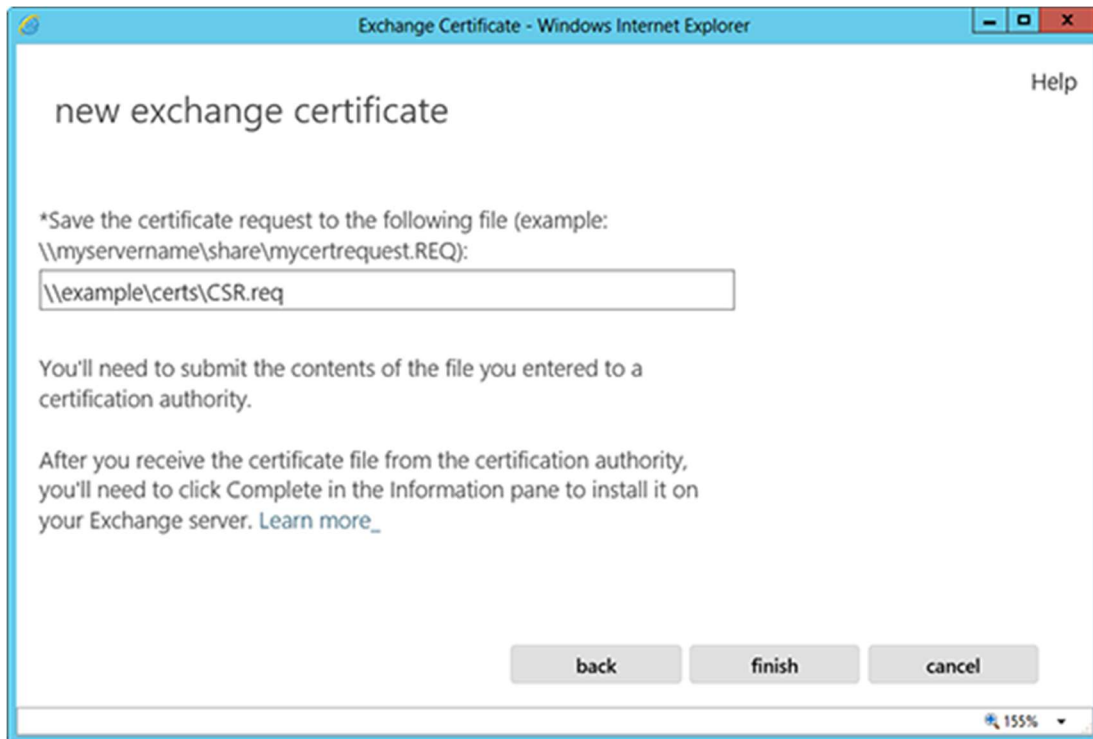 Exchange Certificate - Windows Internet Explorer
Help
new exchange certificate
*Save the certificate request to the following file (example:
\\myservername\share\mycertrequest.REQ):
\\example\certs\CSR.req
You'll need to submit the contents of the file you entered to a
certification authority.
After you receive the certificate file from the certification authority,
you'll need to click Complete in the Information pane to install it on
your Exchange server. Learn more_
back finish cancel
155%